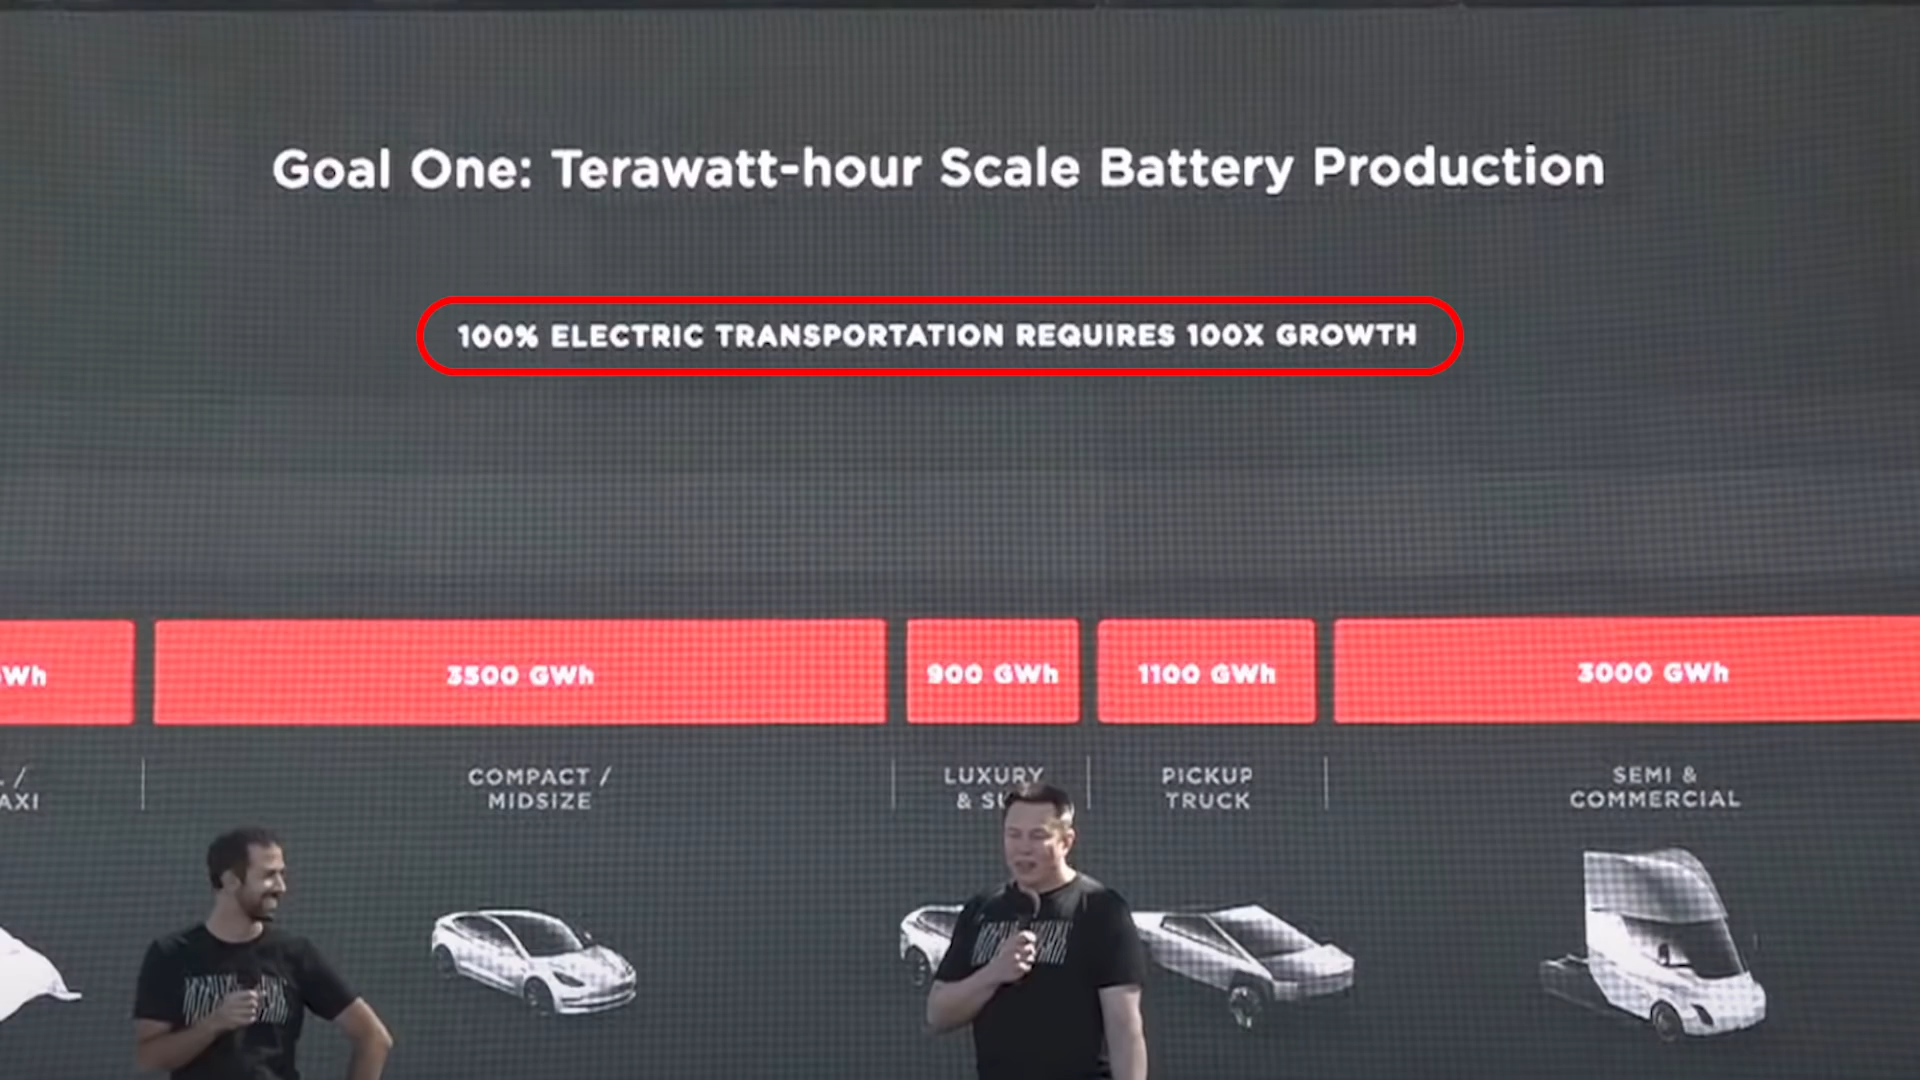 Goal One: Terawatt-hour Scale Battery Production
100% ELECTRIC TRANSPORTATION REQUIRES 100X GROWTH
3500 GWh
900 GWh
1100 GWh
3000 GWh
COMPACT /
MIDSIZE
LUXURY
&
PICKUP
TRUCK
SEMI &
COMMERCIAL